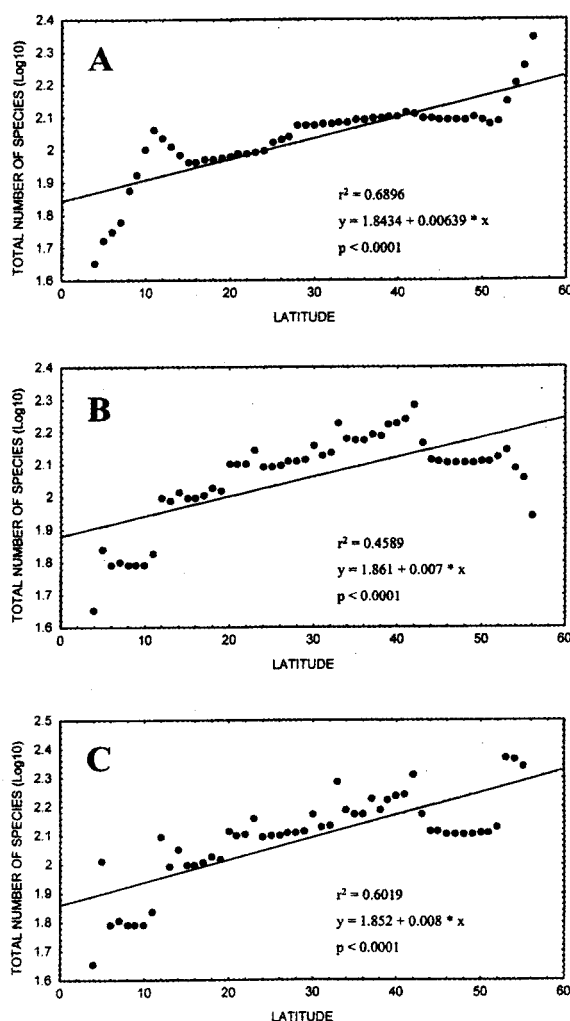 2.4
2.3
2.2
2.1
2
1.9
1.8
1.7
1.6
TOTAL NUMBER OF SPECIES (Log10)
A
r² = 0.6896
y = 1.8434 + 0.00639 * x
p < 0.0001
0 10 20 30 40 50 60
LATITUDE
2.4
2.3
2.2
2.1
2
1.9
1.8
1.7
1.6
TOTAL NUMBER OF SPECIES (Log10)
B
r² = 0.4589
y = 1.861 + 0.007 * x
p < 0.0001
0 10 20 30 40 50 60
LATITUDE
2.5
2.4
2.3
2.2
2.1
2
1.9
1.8
1.7
1.6
TOTAL NUMBER OF SPECIES (Log10)
C
r² = 0.6019
y = 1.852 + 0.008 * x
p < 0.0001
0 10 20 30 40 50 60
LATITUDE